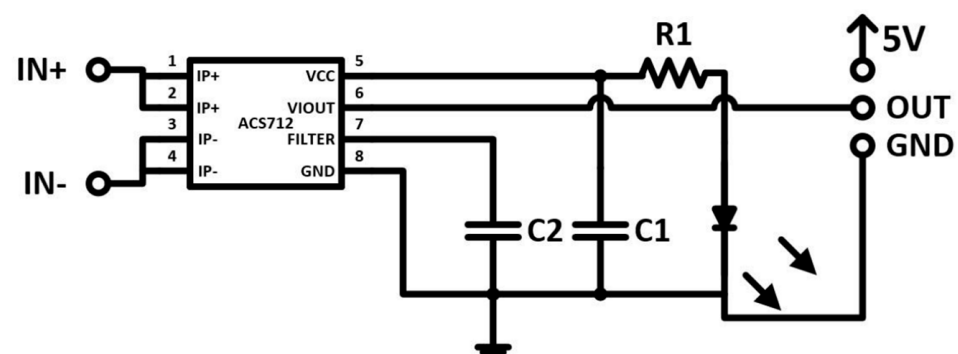 R1
5V
IN+
1 IP+ VCC 5
2 IP+ VIOUT 6
OUT
ACS712
3 IP- FILTER 7
GND
4 IP- GND 8
IN-
C2
C1